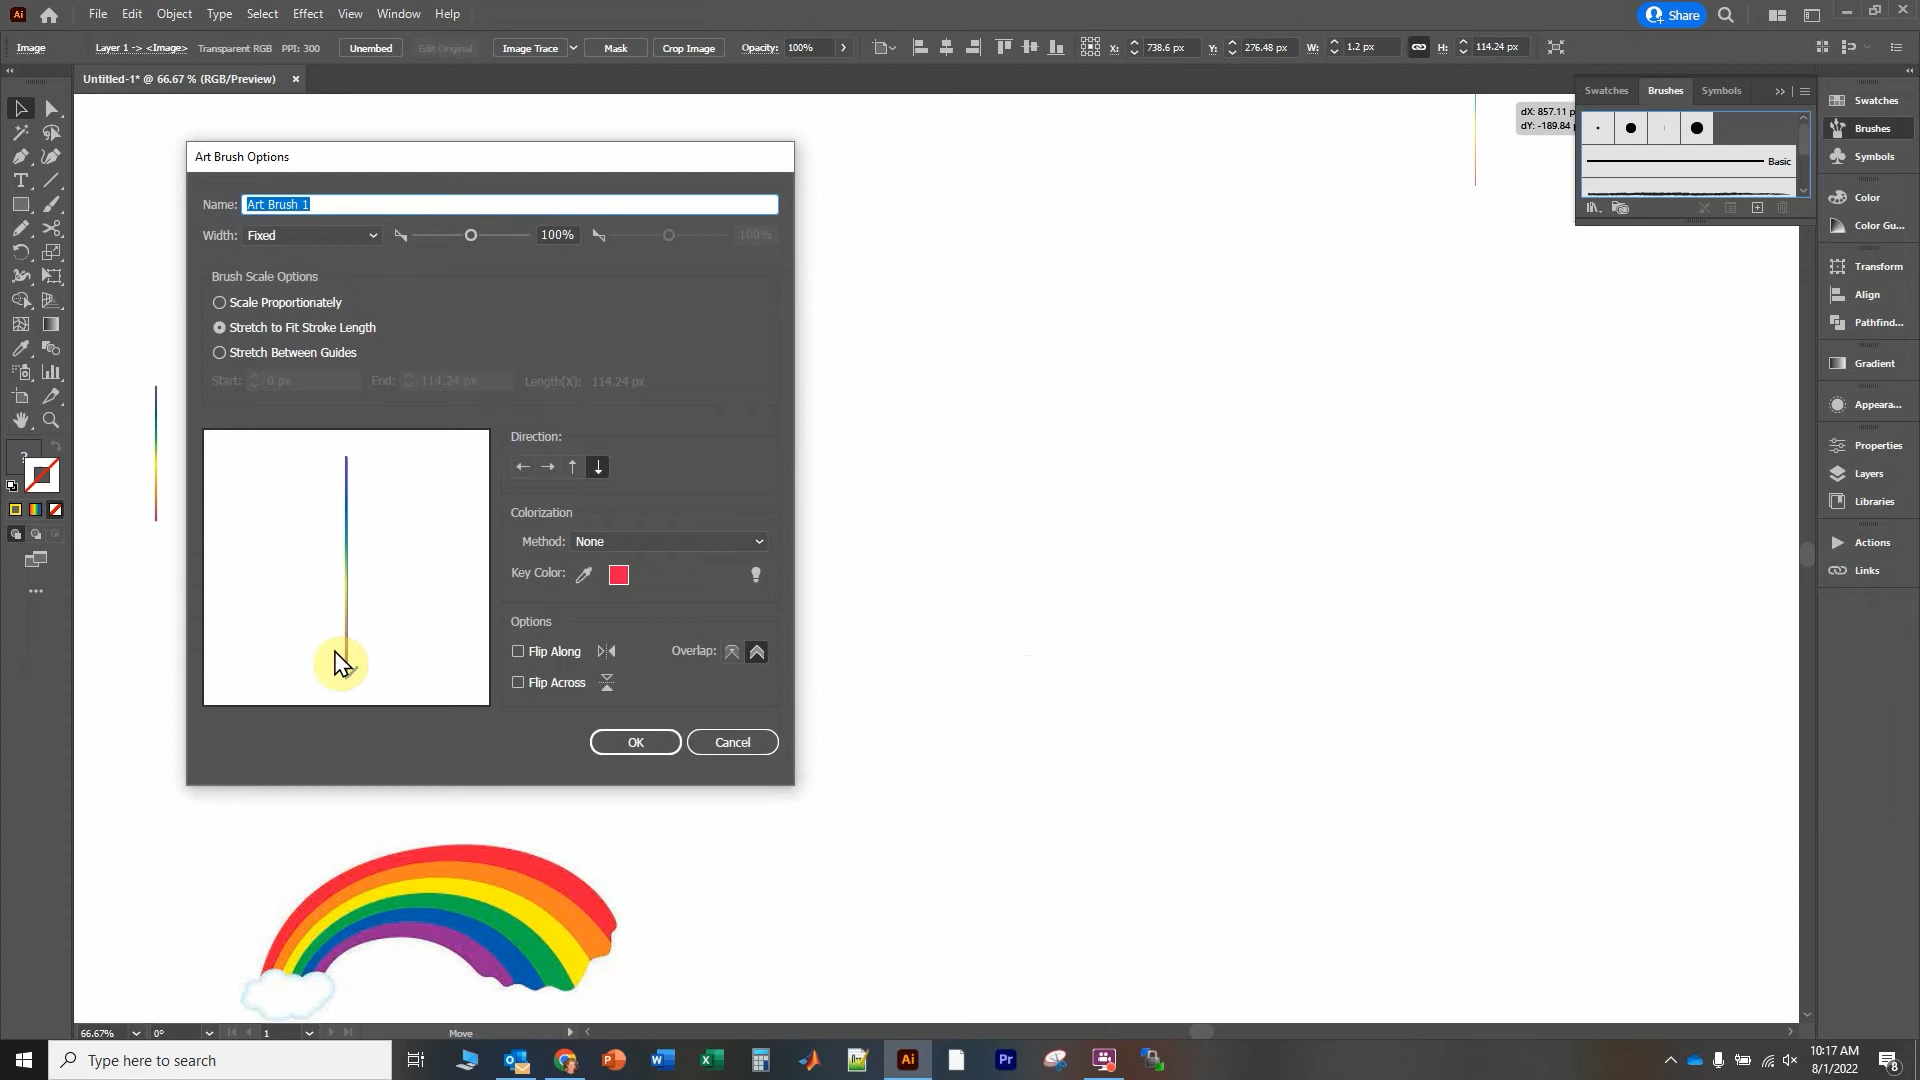 Ai File Edit Object Type Select Effect View Window Help Share
Image Layer 1 -> <Image> Transparent RGB PPI: 300 Unembed Edit Original Image Trace Mask Crop Image Opacity: 100% X: 738.6 px Y: 276.48 px W: 1.2 px H: 114.24 px
Untitled-1* @ 66.67 % (RGB/Preview)
Swatches Brushes Symbols
dX: 857.11 p
dY: -189.84 p
Basic
Swatches
Brushes
Symbols
Color
Color Gu...
Transform
Align
Pathfind...
Gradient
Appeara...
Properties
Layers
Libraries
Actions
Links
Art Brush Options
Name: Art Brush 1
Width: Fixed 100% 100%
Brush Scale Options
Scale Proportionately
Stretch to Fit Stroke Length
Stretch Between Guides
Start: 0 px End: 114.24 px Length(X): 114.24 px
Direction:
Colorization
Method: None
Key Color:
Options
Flip Along Overlap:
Flip Across
OK Cancel
T
?
66.67% 0° 1 Move
Type here to search Ai Pr
10:17 AM
8/1/2022
8